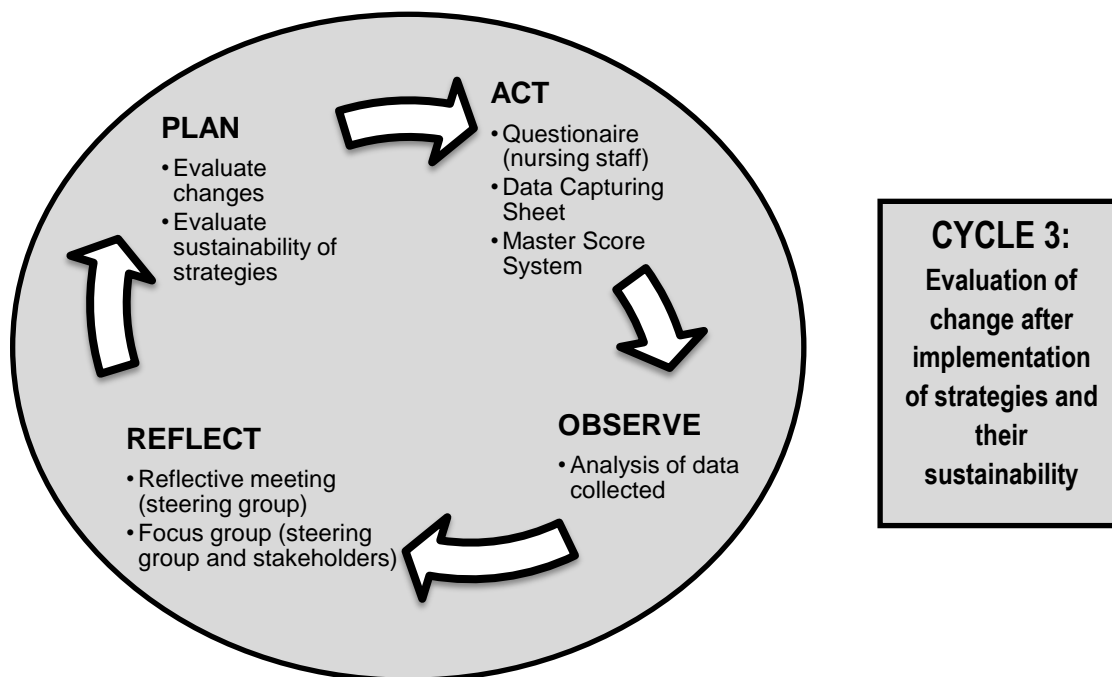 PLAN
• Evaluate
changes
• Evaluate
sustainability of
strategies
ACT
• Questionaire
(nursing staff)
• Data Capturing
Sheet
• Master Score
System
OBSERVE
• Analysis of data
collected
REFLECT
• Reflective meeting
(steering group)
• Focus group (steering
group and stakeholders)
CYCLE 3:
Evaluation of
change after
implementation
of strategies and
their
sustainability